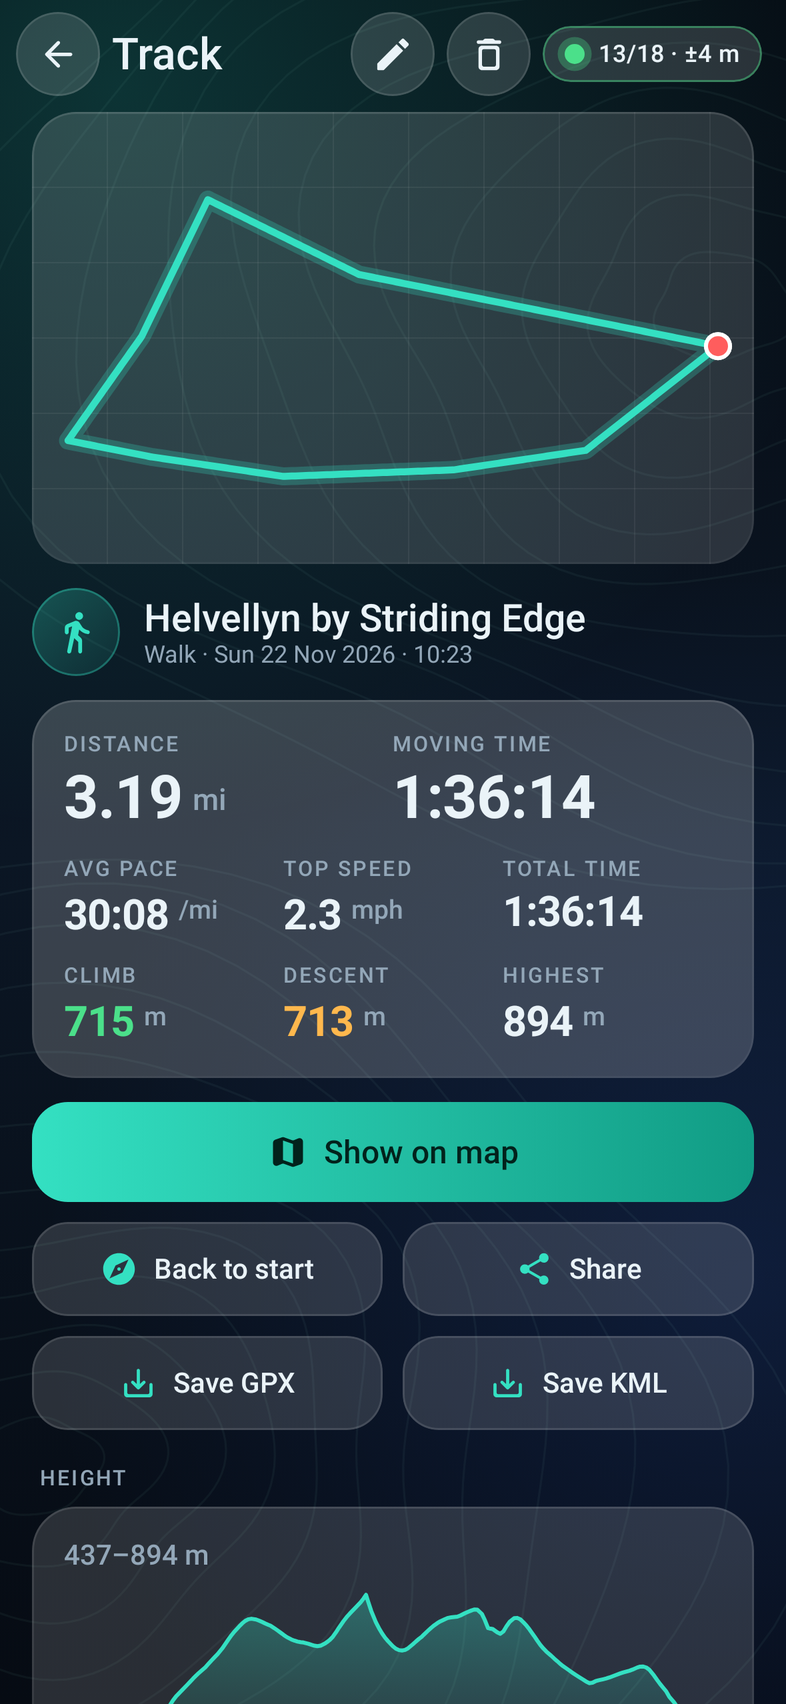 Track
13/18 · ±4 m
Helvellyn by Striding Edge
Walk · Sun 22 Nov 2026 · 10:23
DISTANCE MOVING TIME
3.19 mi 1:36:14
AVG PACE TOP SPEED TOTAL TIME
30:08 /mi 2.3 mph 1:36:14
CLIMB DESCENT HIGHEST
715 m 713 m 894 m
Show on map
Back to start Share
Save GPX Save KML
HEIGHT
437–894 m